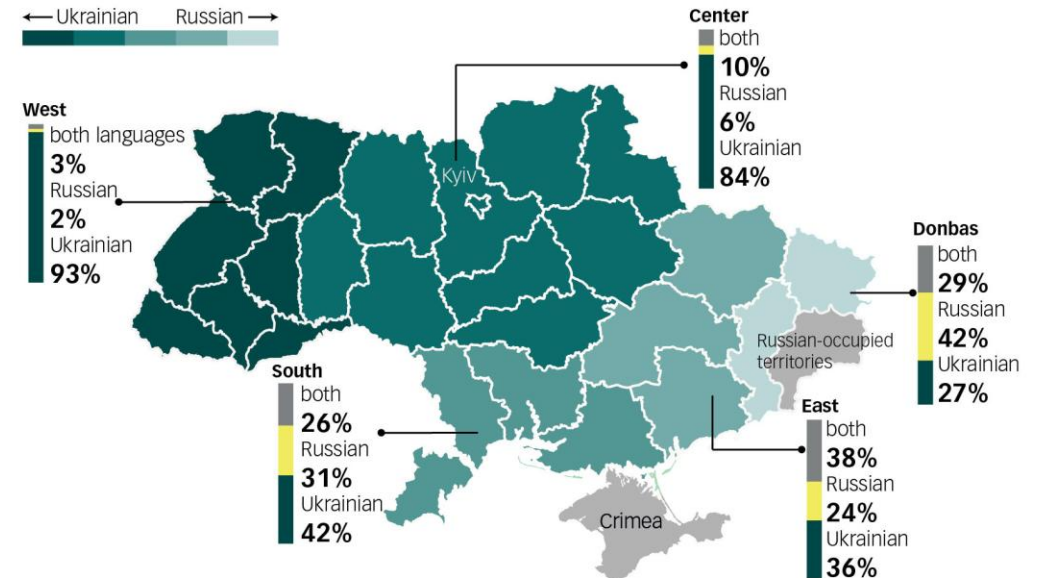 ← Ukrainian Russian →
West
both languages
3%
Russian
2%
Ukrainian
93%
Center
both
10%
Russian
6%
Ukrainian
84%
Kyiv
Donbas
both
29%
Russian
42%
Ukrainian
27%
Russian-occupied
territories
South
both
26%
Russian
31%
Ukrainian
42%
East
both
38%
Russian
24%
Ukrainian
36%
Crimea